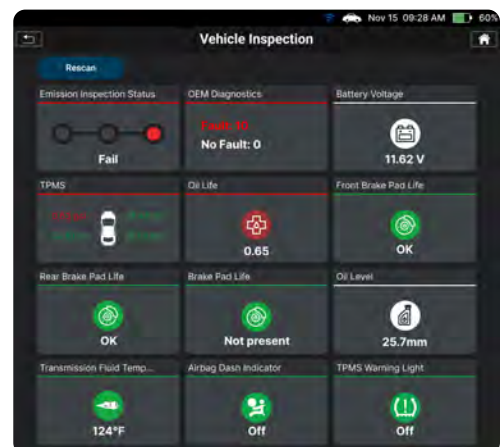 Nov 15 09:28 AM 60%
Vehicle Inspection
Rescan
Emission Inspection Status
OEM Diagnostics
Battery Voltage
Fail
No Fault: 0
11.62 V
TPMS
Oil Life
Front Brake Pad Life
0.65
OK
Rear Brake Pad Life
Brake Pad Life
Oil Level
OK
Not present
25.7mm
Transmission Fluid Temp...
Airbag Dash Indicator
TPMS Warning Light
124°F
Off
Off